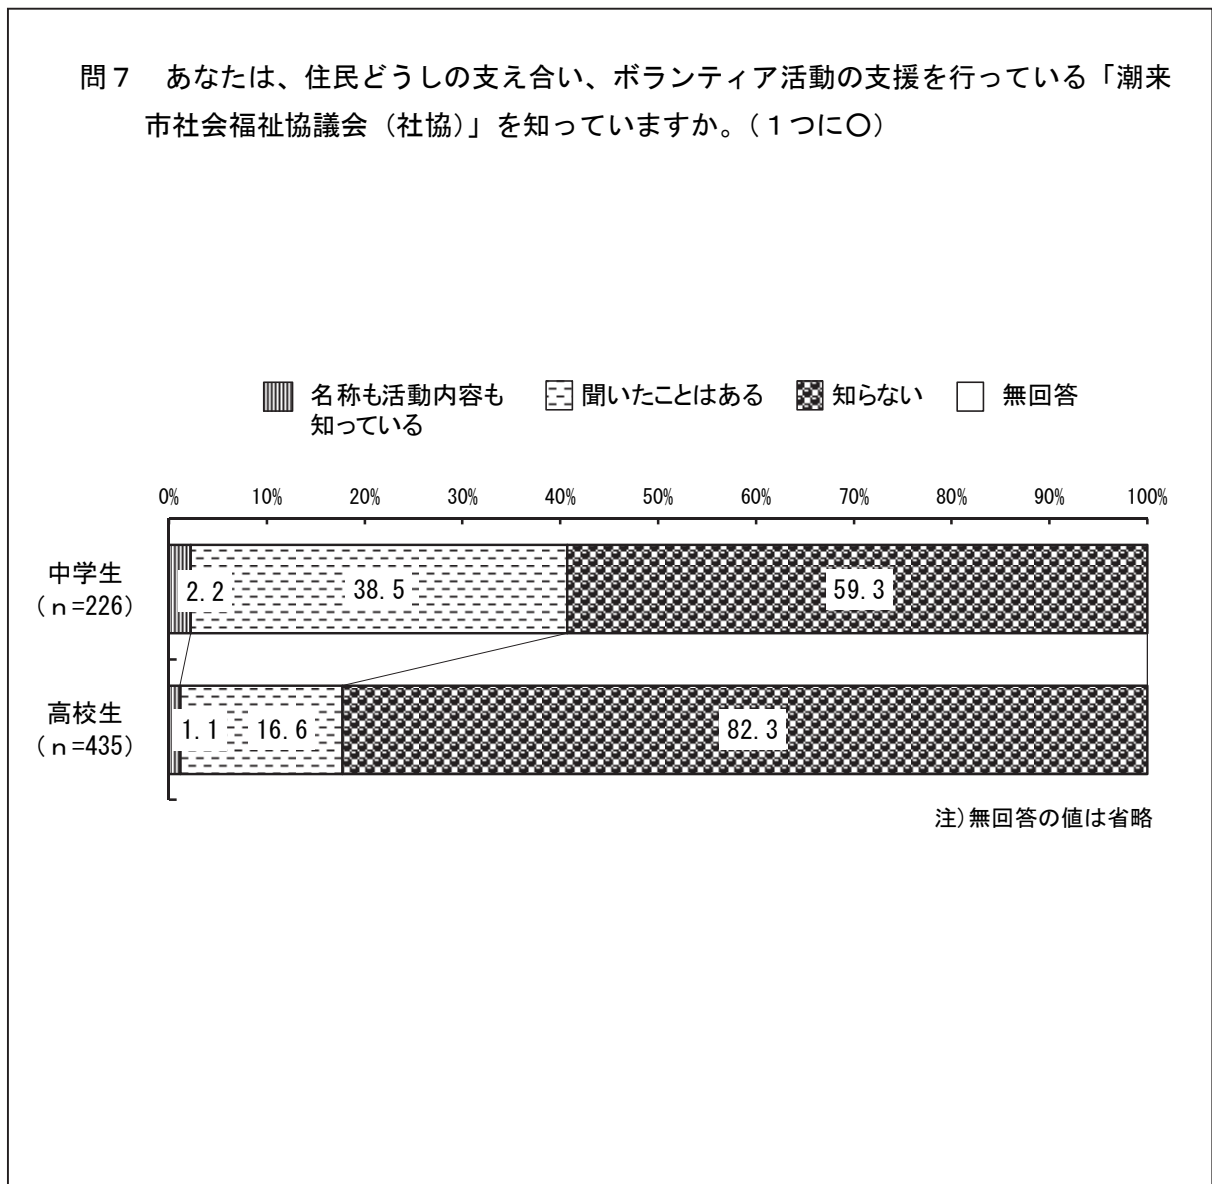 問７　あなたは、住民どうしの支え合い、ボランティア活動の支援を行っている「潮来
市社会福祉協議会（社協）」を知っていますか。（１つに〇）
名称も活動内容も
知っている
聞いたことはある
知らない
無回答
0% 10% 20% 30% 40% 50% 60% 70% 80% 90% 100%
中学生
（ｎ=226）
2.2 38.5 59.3
高校生
（ｎ=435）
1.1 16.6 82.3
注）無回答の値は省略